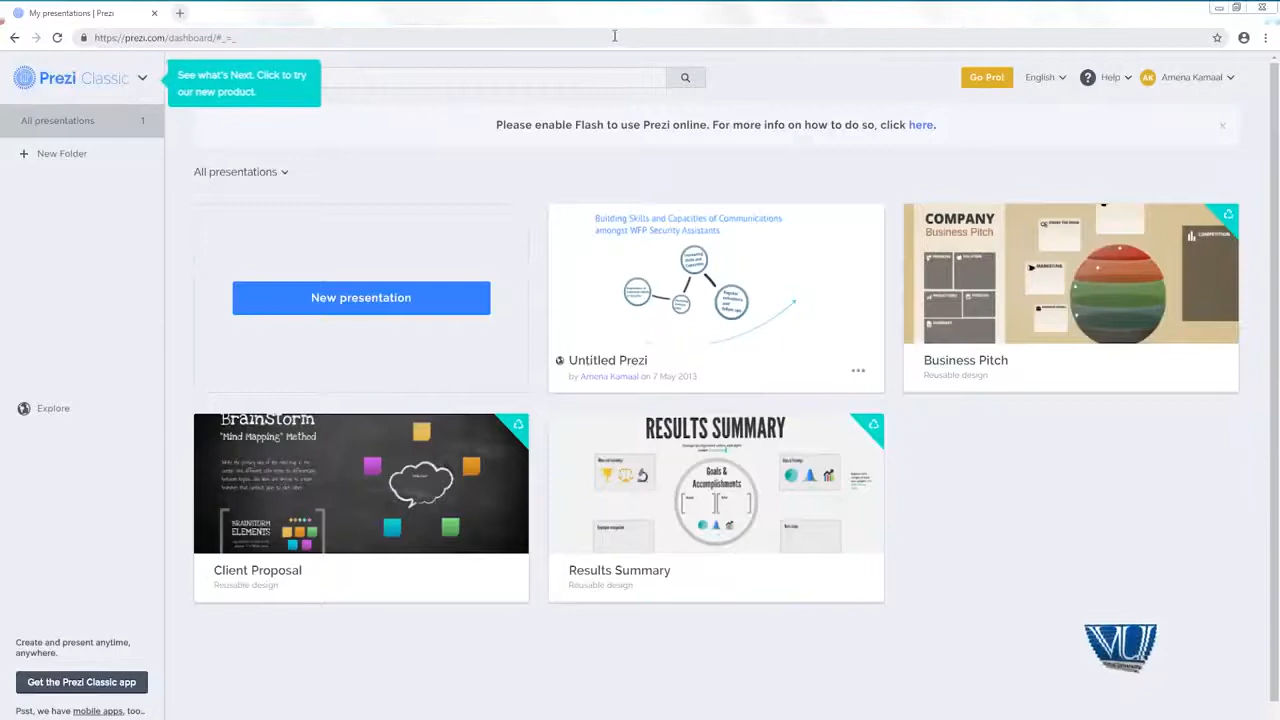 My presentations | Prezi
https://prezi.com/dashboard/#_=_
Prezi Classic
See what's Next. Click to try
our new product.
Go Pro!
English
Help
AK
Amena Kamaal
All presentations 1
New Folder
Please enable Flash to use Prezi online. For more info on how to do so, click here.
All presentations
New presentation
Building Skills and Capacities of Communications
amongst WFP Security Assistants
Untitled Prezi
by Amena Kamaal on 7 May 2013
COMPANY
Business Pitch
COMPETITION
MARKETING
Business Pitch
Reusable design
Explore
BRAINSTORM
"Mind Mapping" Method
BRAINSTORM
ELEMENTS
Client Proposal
Reusable design
RESULTS SUMMARY
Goals &
Accomplishments
Results Summary
Reusable design
Create and present anytime,
anywhere.
Get the Prezi Classic app
Psst, we have mobile apps, too...
VU